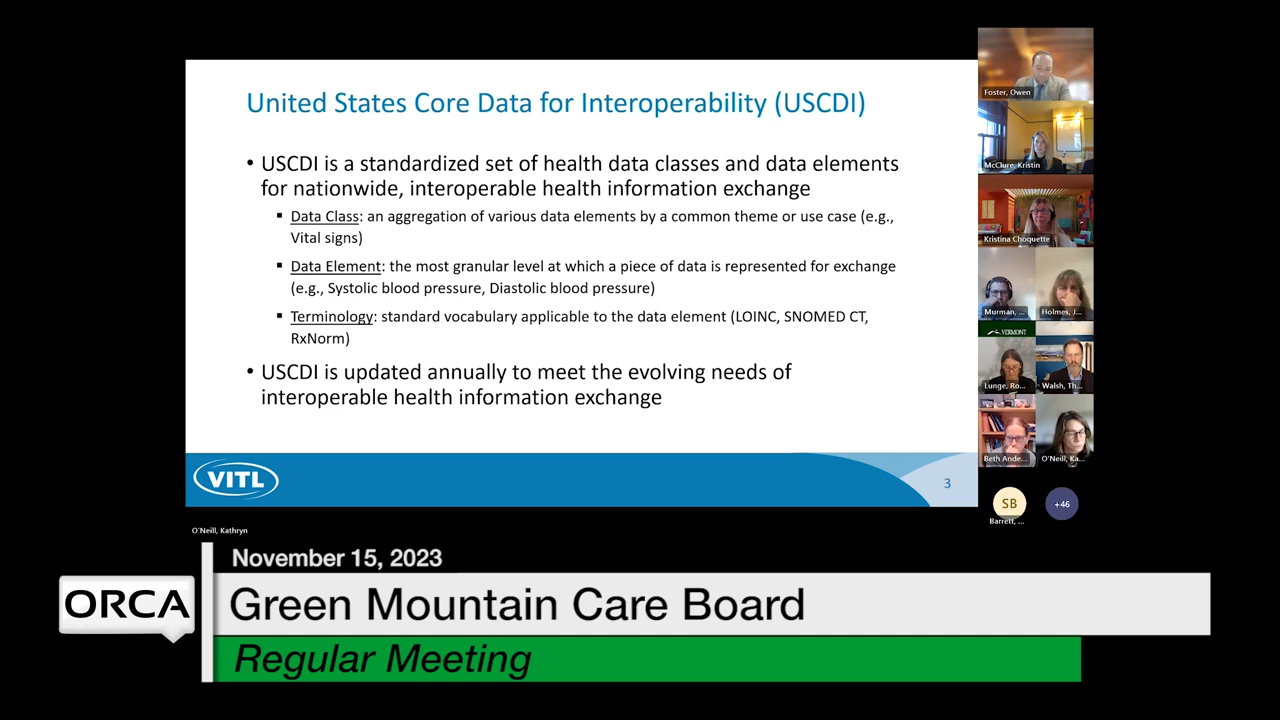 United States Core Data for Interoperability (USCDI)
• USCDI is a standardized set of health data classes and data elements
for nationwide, interoperable health information exchange
▪ Data Class: an aggregation of various data elements by a common theme or use case (e.g.,
Vital signs)
▪ Data Element: the most granular level at which a piece of data is represented for exchange
(e.g., Systolic blood pressure, Diastolic blood pressure)
▪ Terminology: standard vocabulary applicable to the data element (LOINC, SNOMED CT,
RxNorm)
• USCDI is updated annually to meet the evolving needs of
interoperable health information exchange
VITL
3
Foster, Owen
McClure, Kristin
Kristina Choquette
Murman, ...
Holmes, J...
VERMONT
Lunge, Ro...
Walsh, Th...
Beth Ande...
O'Neill, Ka...
SB
+46
Barrett, ...
O'Neill, Kathryn
November 15, 2023
ORCA
Green Mountain Care Board
Regular Meeting